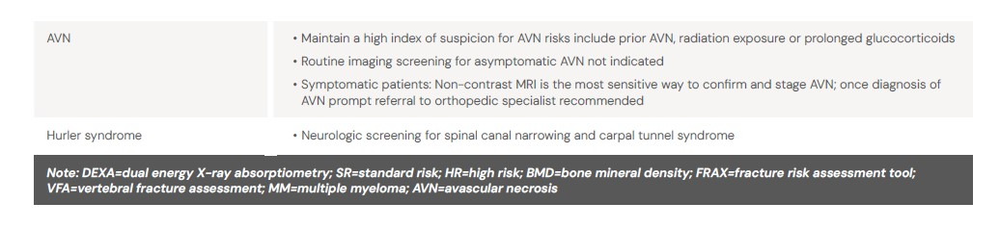 AVN
• Maintain a high index of suspicion for AVN risks include prior AVN, radiation exposure or prolonged glucocorticoids
• Routine imaging screening for asymptomatic AVN not indicated
• Symptomatic patients: Non-contrast MRI is the most sensitive way to confirm and stage AVN; once diagnosis of
AVN prompt referral to orthopedic specialist recommended
Hurler syndrome
• Neurologic screening for spinal canal narrowing and carpal tunnel syndrome
Note: DEXA=dual energy X-ray absorptiometry; SR=standard risk; HR=high risk; BMD=bone mineral density; FRAX=fracture risk assessment tool;
VFA=vertebral fracture assessment; MM=multiple myeloma; AVN=avascular necrosis